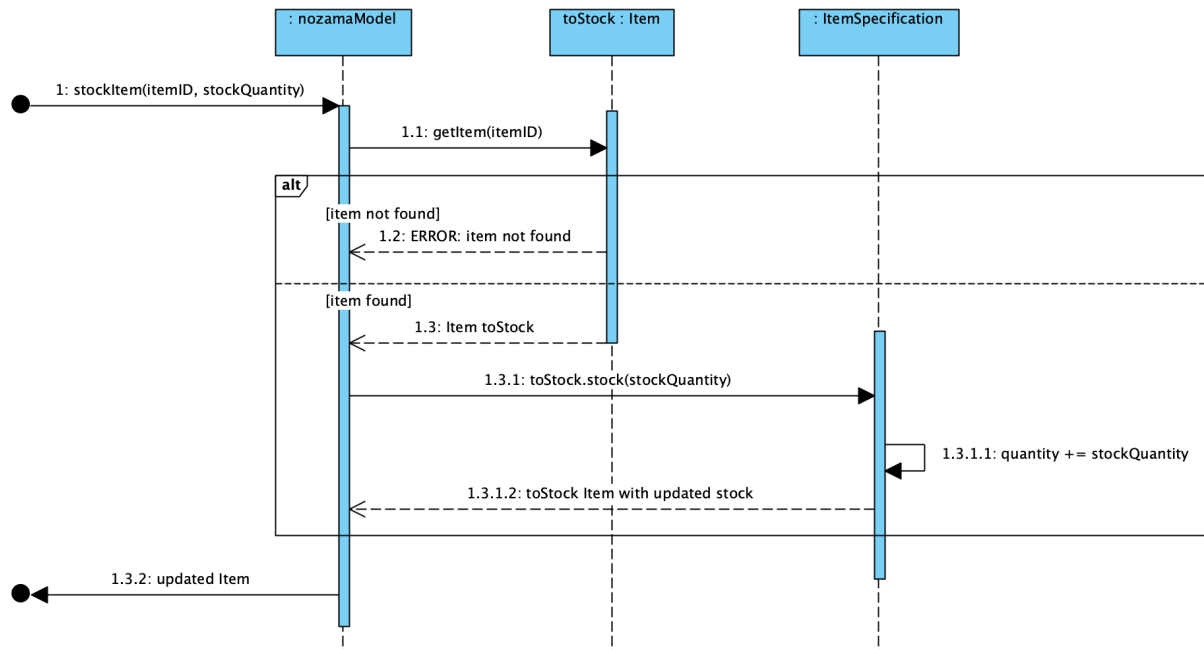 : nozamaModel
toStock : Item
: ItemSpecification
1: stockItem(itemID, stockQuantity)
1.1: getItem(itemID)
alt
[item not found]
1.2: ERROR: item not found
[item found]
1.3: Item toStock
1.3.1: toStock.stock(stockQuantity)
1.3.1.1: quantity += stockQuantity
1.3.1.2: toStock Item with updated stock
1.3.2: updated Item